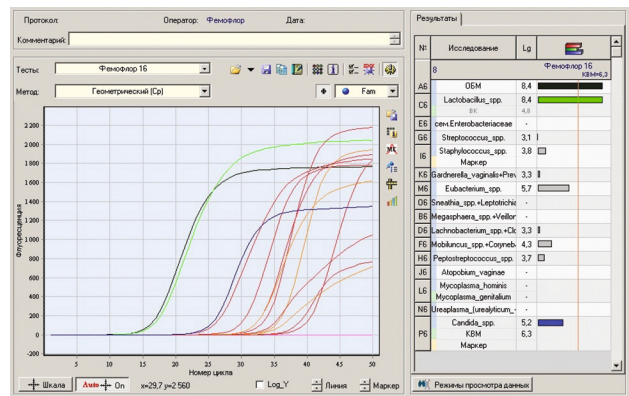 Протокол: Оператор: Фемофлор Дата:
Комментарий:
Тесты: Фемофлор 16
Метод: Геометрический (Cp) Fam
Флуоресценция
2 200
2 000
1 800
1 600
1 400
1 200
1 000
800
600
400
200
0
-200
5 10 15 20 25 30 35 40 45 50
Номер цикла
Шкала Auto On x=29,7 y=2 560 Log_Y Линия Маркер
Результаты
№ Исследование Lg
8 Фемофлор 16
КВМ=6,3
A6 ОБМ 8,4
C6 Lactobacillus_spp. 8,4
ВК 4,8
E6 сем.Enterobacteriaceae -
G6 Streptococcus_spp. 3,1
I6 Staphylococcus_spp. 3,8
Маркер
K6 Gardnerella_vaginalis+Prev 3,3
M6 Eubacterium_spp. 5,7
O6 Sneathia_spp.+Leptotrichia -
B6 Megasphaera_spp.+Veillon -
D6 Lachnobacterium_spp.+Clo 3,3
F6 Mobiluncus_spp.+Coryneb 4,3
H6 Peptostreptococcus_spp. 3,7
J6 Atopobium_vaginae -
L6 Mycoplasma_hominis -
Mycoplasma_genitalium -
N6 Ureaplasma_(urealyticum_ -
P6 Candida_spp. 5,2
КВМ 6,3
Маркер
Режимы просмотра данных